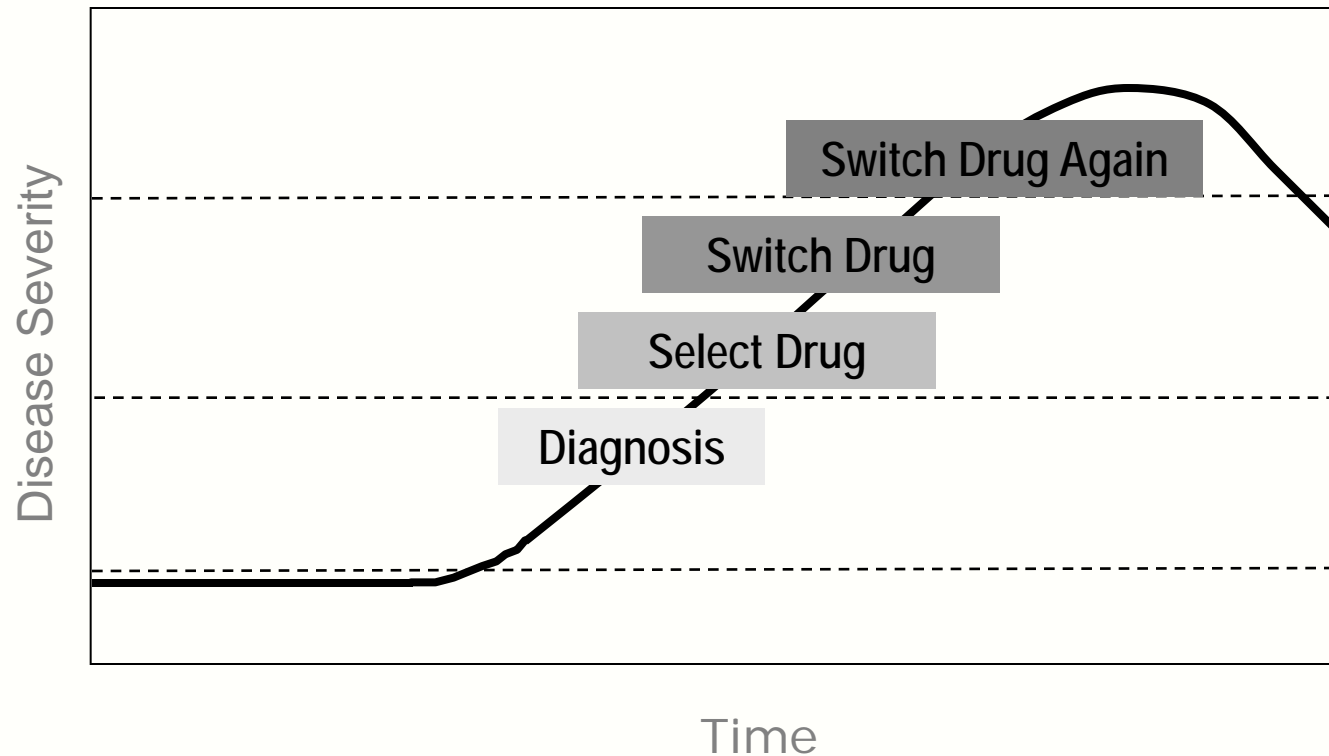 Disease Severity
Switch Drug Again
Switch Drug
Select Drug
Diagnosis
Time